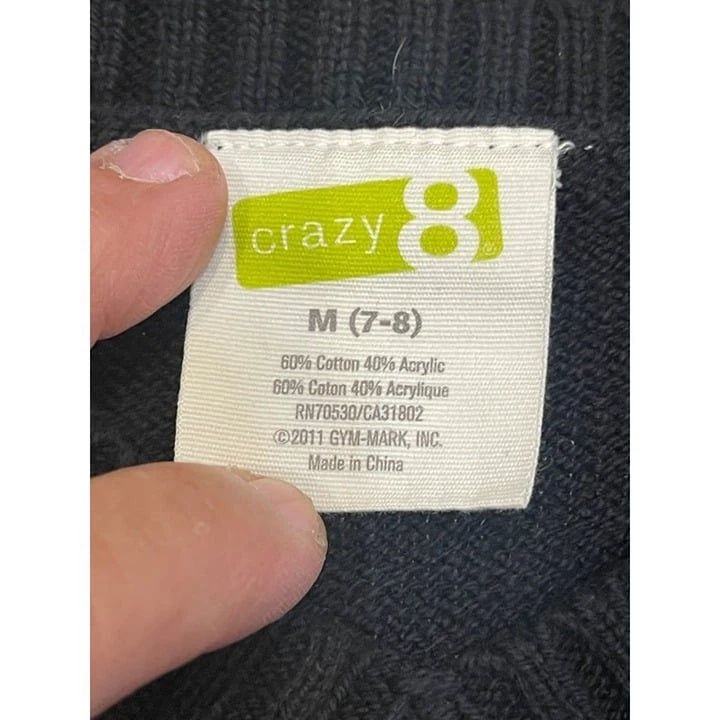 crazy 8®
M (7-8)
60% Cotton 40% Acrylic
60% Coton 40% Acrylique
RN70530/CA31802
©2011 GYM-MARK, INC.
Made in China